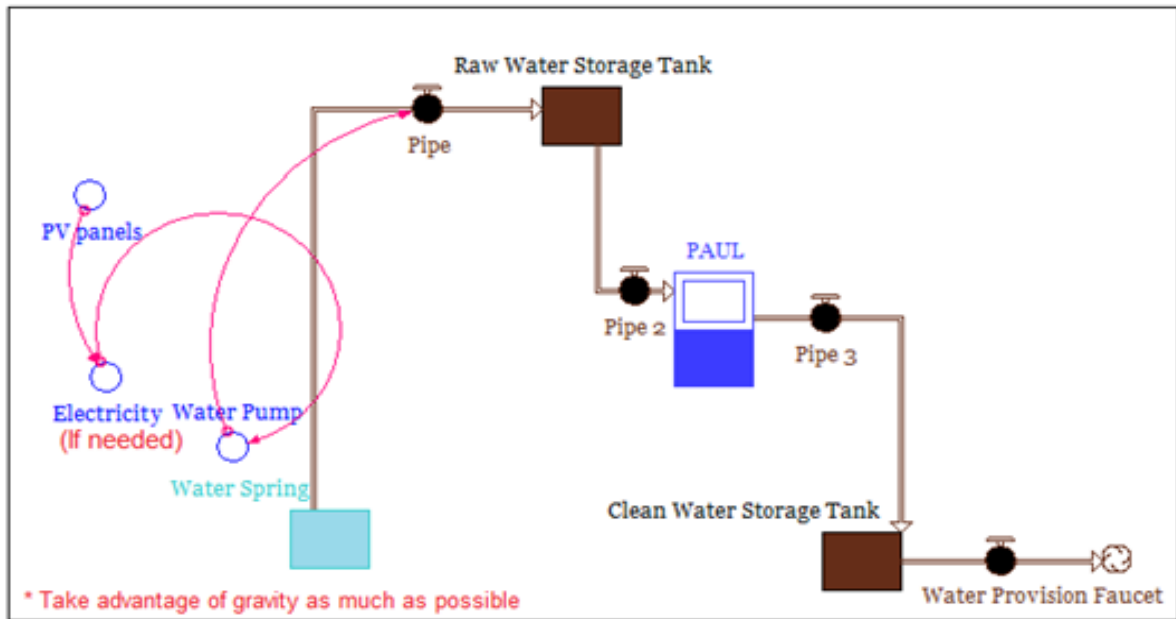 Raw Water Storage Tank
Pipe
PV panels
PAUL
Pipe 2
Pipe 3
Electricity
(If needed)
Water Pump
Water Spring
Clean Water Storage Tank
Water Provision Faucet
* Take advantage of gravity as much as possible